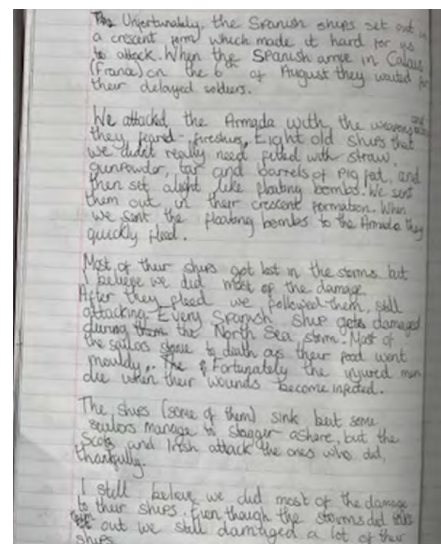 Unfortunately, the Spanish ships set out in
a crescent form which made it hard for us
to attack. When the Spanish arrive in Calais
(France) on the 6th of August they waited for
their delayed soldiers.
We attacked the Armada with the weapons
they feared - fireships. Eight old ships that
we didnt really need filled with straw,
gunpowder, tar and barrels of pig fat, and
then set alight like floating bombs. We sent
them out in their crescent formation. When
we sent the floating bombs to the Armada they
quickly fleed.
Most of their ships got lost in the storms but
I believe we did most of the damage
After they fleed we followed them, still
attacking. Every Spanish ship gets damaged
during the North Sea storm. Most of
the sailors starve to death as their food went
mouldy. Fortunately the injured men
die when their wounds become infected.
The ships (some of them) sink but some
sailors manage to stagger ashore, but the
Scots and Irish attack the ones who did,
thankfully.
I still believe we did most of the damage
to their ships. Even though the storms did
out we still damaged a lot of their
ships